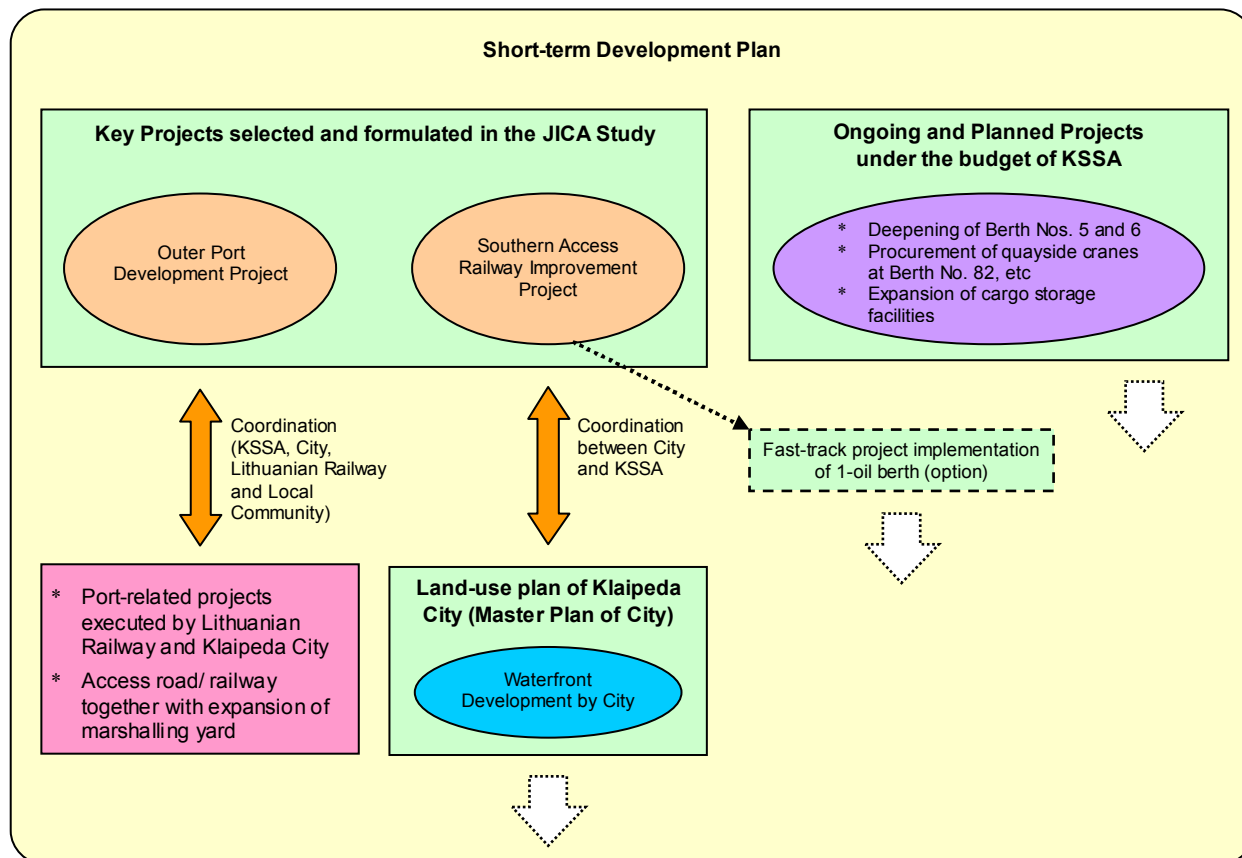 Short-term Development Plan
Key Projects selected and formulated in the JICA Study
Outer Port
Development Project
Southern Access
Railway Improvement
Project
Ongoing and Planned Projects
under the budget of KSSA
* Deepening of Berth Nos. 5 and 6
* Procurement of quayside cranes
at Berth No. 82, etc
* Expansion of cargo storage
facilities
Coordination
(KSSA, City,
Lithuanian Railway
and Local
Community)
Coordination
between City
and KSSA
Fast-track project implementation
of 1-oil berth (option)
* Port-related projects
executed by Lithuanian
Railway and Klaipeda City
* Access road/ railway
together with expansion of
marshalling yard
Land-use plan of Klaipeda
City (Master Plan of City)
Waterfront
Development by City